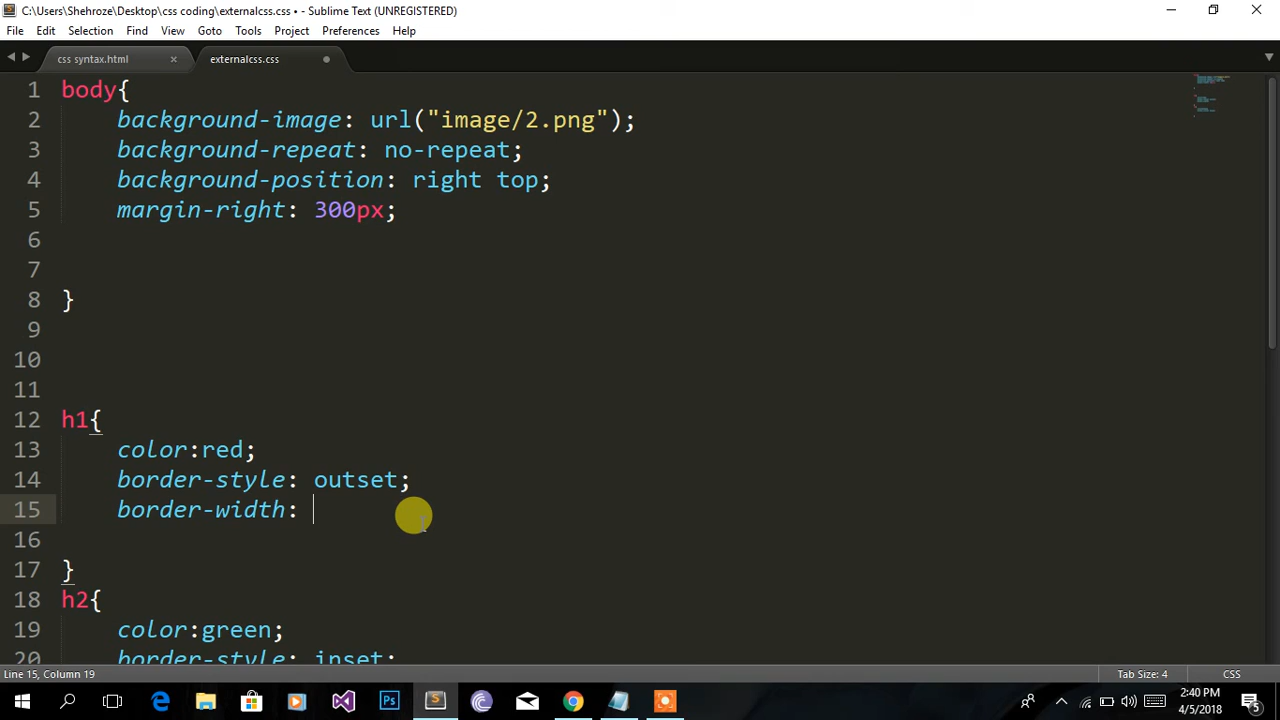 C:\Users\Shehroze\Desktop\css coding\externalcss.css • - Sublime Text (UNREGISTERED)
File Edit Selection Find View Goto Tools Project Preferences Help
css syntax.html × externalcss.css
1 body{
2 background-image: url("image/2.png");
3 background-repeat: no-repeat;
4 background-position: right top;
5 margin-right: 300px;
6
7
8 }
9
10
11
12 h1{
13 color:red;
14 border-style: outset;
15 border-width:
16
17 }
18 h2{
19 color:green;
20 border-style: inset;
Line 15, Column 19 Tab Size: 4 CSS
2:40 PM
4/5/2018
5